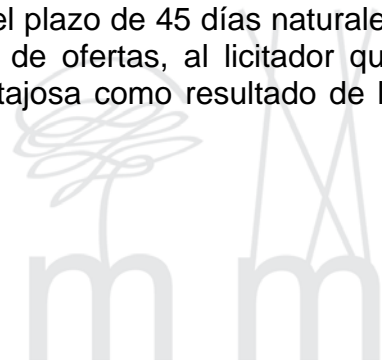 el plazo de 45 días naturale
de ofertas, al licitador qu
tajosa como resultado de l
m m